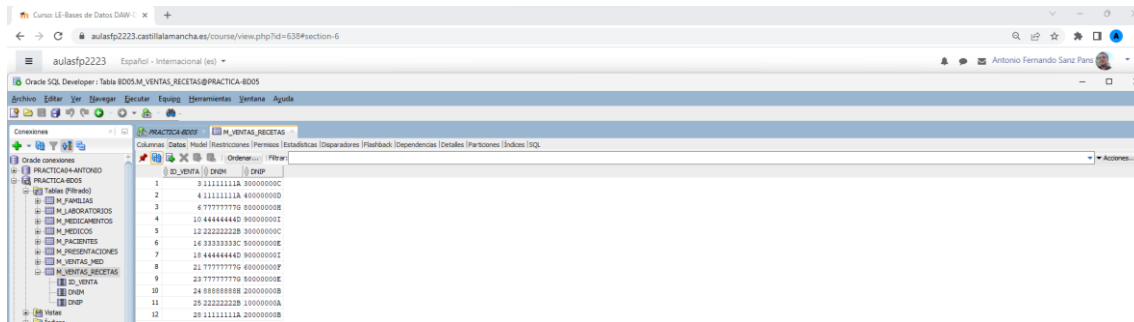 Curso: LE-Bases de Datos DAW-D
aulasfp2223.castillalamancha.es/course/view.php?id=638#section-6
aulasfp2223 Español - Internacional (es)
Antonio Fernando Sanz Pans
Oracle SQL Developer : Tabla BD05.M_VENTAS_RECETAS@PRACTICA-BD05
Archivo Editar Ver Navegar Ejecutar Equipo Herramientas Ventana Ayuda
Conexiones
PRACTICA-BD05 M_VENTAS_RECETAS
Columnas Datos Model Restricciones Permisos Estadísticas Disparadores Flashback Dependencias Detalles Particiones Índices SQL
Ordenar... Filtrar: Acciones...
Oracle conexiones
PRACTICA04-ANTONIO
PRACTICA-BD05
Tablas (Filtrado)
M_FAMILIAS
M_LABORATORIOS
M_MEDICAMENTOS
M_MEDICOS
M_PACIENTES
M_PRESENTACIONES
M_VENTAS_MED
M_VENTAS_RECETAS
ID_VENTA
DNIM
DNIP
Vistas
Índices
ID_VENTA DNIM DNIP
1 3 11111111A 30000000C
2 4 11111111A 40000000D
3 6 77777777G 80000000H
4 10 44444444D 90000000I
5 12 22222222B 30000000C
6 16 33333333C 50000000E
7 18 44444444D 90000000I
8 21 77777777G 60000000F
9 23 77777777G 50000000E
10 24 88888888H 20000000B
11 25 22222222B 10000000A
12 28 11111111A 20000000B